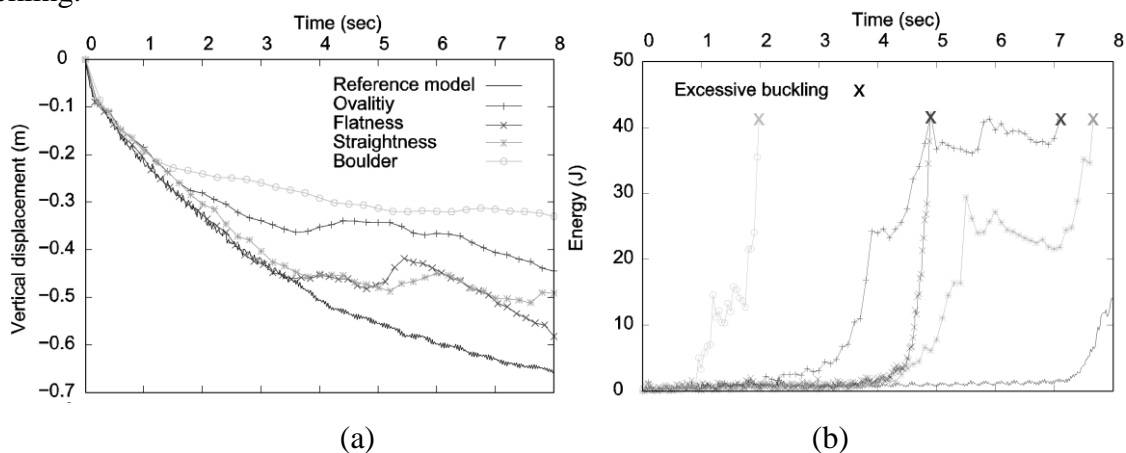 Time (sec)
0 1 2 3 4 5 6 7 8
0
−0.1
−0.2
−0.3
−0.4
−0.5
−0.6
−0.7
Vertical displacement (m)
Reference model
Ovalitiy
Flatness
Straightness
Boulder
(a)
Time (sec)
0 1 2 3 4 5 6 7 8
50
40
30
20
10
0
Energy (J)
Excessive buckling x
(b)